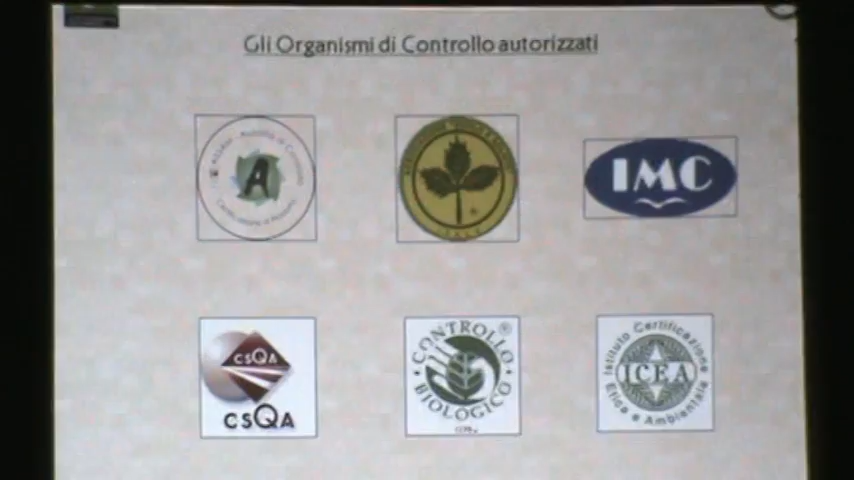 Gli Organismi di Controllo autorizzati
A
IMC
CSQA
CSQA
CONTROLLO
BIOLOGICO
Istituto Certificazione
ICEA
Etica e Ambientale